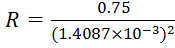 R = 0.75 / (1.4087×10⁻³)²